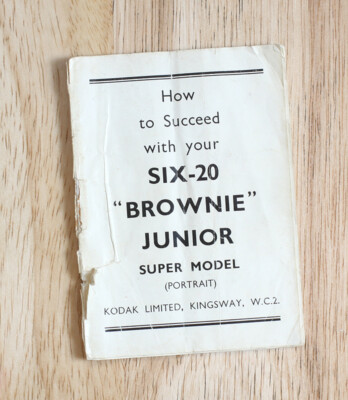 How
to Succeed
with your
SIX-20
"BROWNIE"
JUNIOR
SUPER MODEL
(PORTRAIT)
KODAK LIMITED, KINGSWAY, W.C.2.